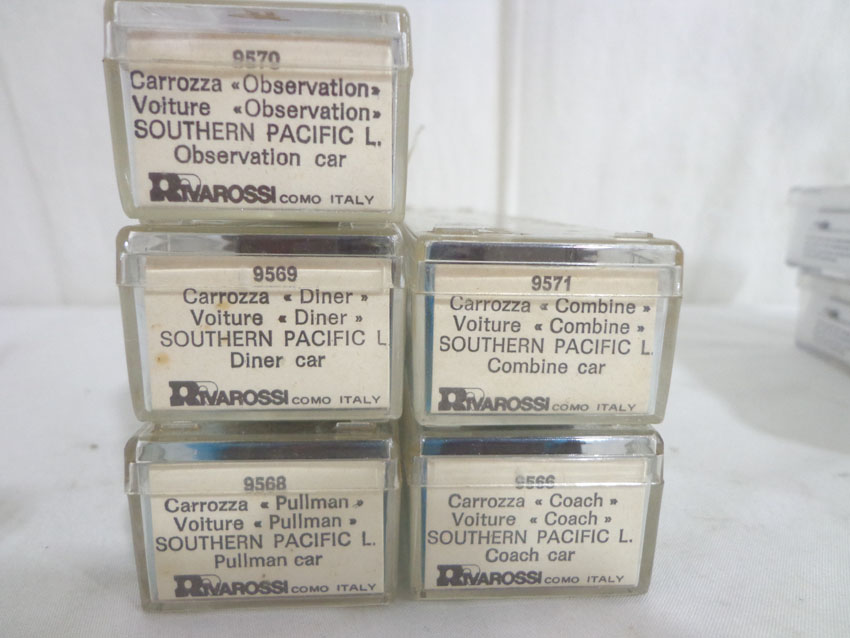 9570
Carrozza «Observation»
Voiture «Observation»
SOUTHERN PACIFIC L.
Observation car
RIVAROSSI COMO ITALY
9569
Carrozza « Diner »
Voiture « Diner »
SOUTHERN PACIFIC L.
Diner car
RIVAROSSI COMO ITALY
9571
Carrozza « Combine »
Voiture « Combine »
SOUTHERN PACIFIC L.
Combine car
RIVAROSSI COMO ITALY
9568
Carrozza « Pullman »
Voiture « Pullman »
SOUTHERN PACIFIC L.
Pullman car
RIVAROSSI COMO ITALY
9566
Carrozza « Coach »
Voiture « Coach »
SOUTHERN PACIFIC L.
Coach car
RIVAROSSI COMO ITALY